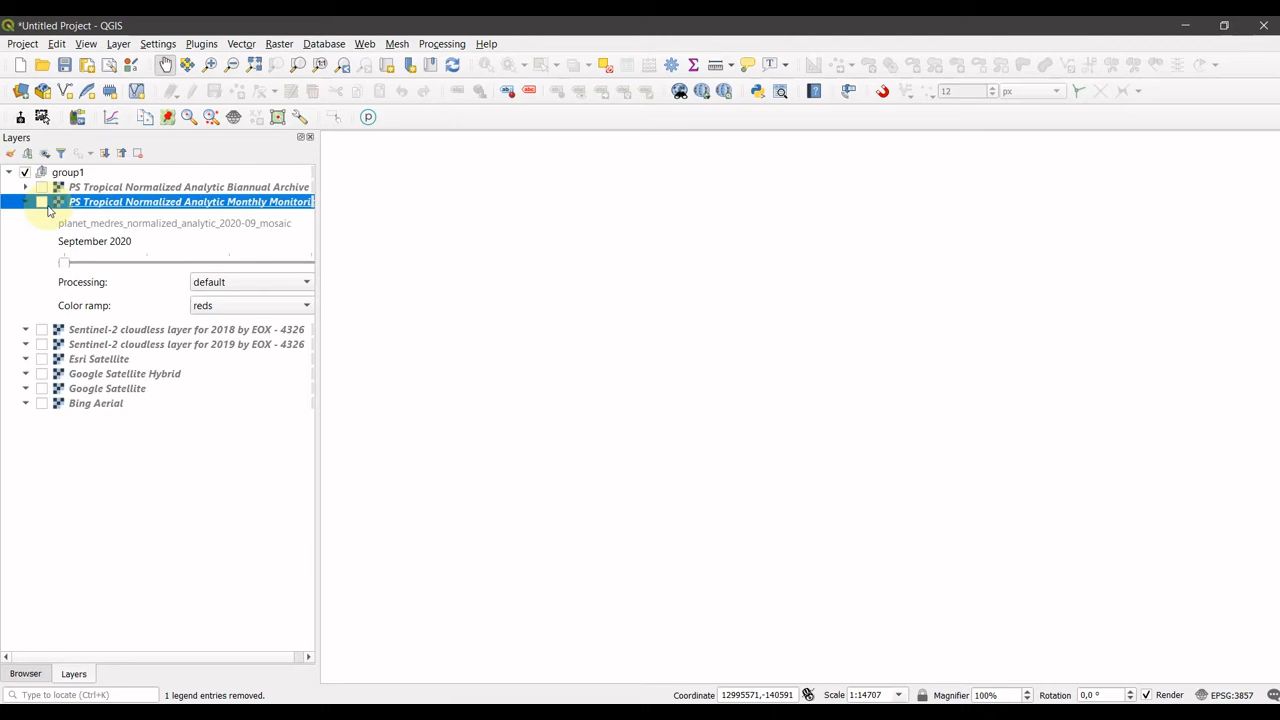 *Untitled Project - QGIS
Project Edit View Layer Settings Plugins Vector Raster Database Web Mesh Processing Help
12 px
Layers
group1
PS Tropical Normalized Analytic Biannual Archive
PS Tropical Normalized Analytic Monthly Monitori
planet_medres_normalized_analytic_2020-09_mosaic
September 2020
Processing: default
Color ramp: reds
Sentinel-2 cloudless layer for 2018 by EOX - 4326
Sentinel-2 cloudless layer for 2019 by EOX - 4326
Esri Satellite
Google Satellite Hybrid
Google Satellite
Bing Aerial
Browser Layers
Type to locate (Ctrl+K) 1 legend entries removed. Coordinate 12995571,-140591 Scale 1:14707 Magnifier 100% Rotation 0,0 ° Render EPSG:3857